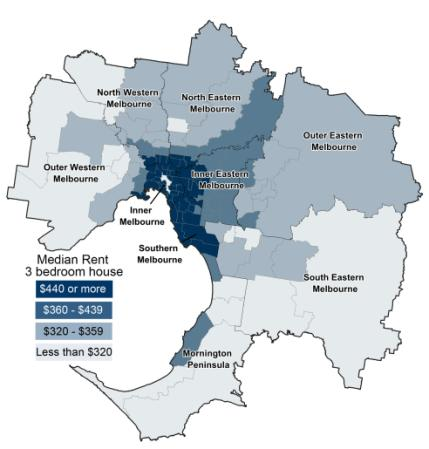 North Western
Melbourne
North Eastern
Melbourne
Outer Eastern
Melbourne
Outer Western
Melbourne
Inner Eastern
Melbourne
Inner
Melbourne
Southern
Melbourne
South Eastern
Melbourne
Mornington
Peninsula
Median Rent
3 bedroom house
$440 or more
$360 - $439
$320 - $359
Less than $320